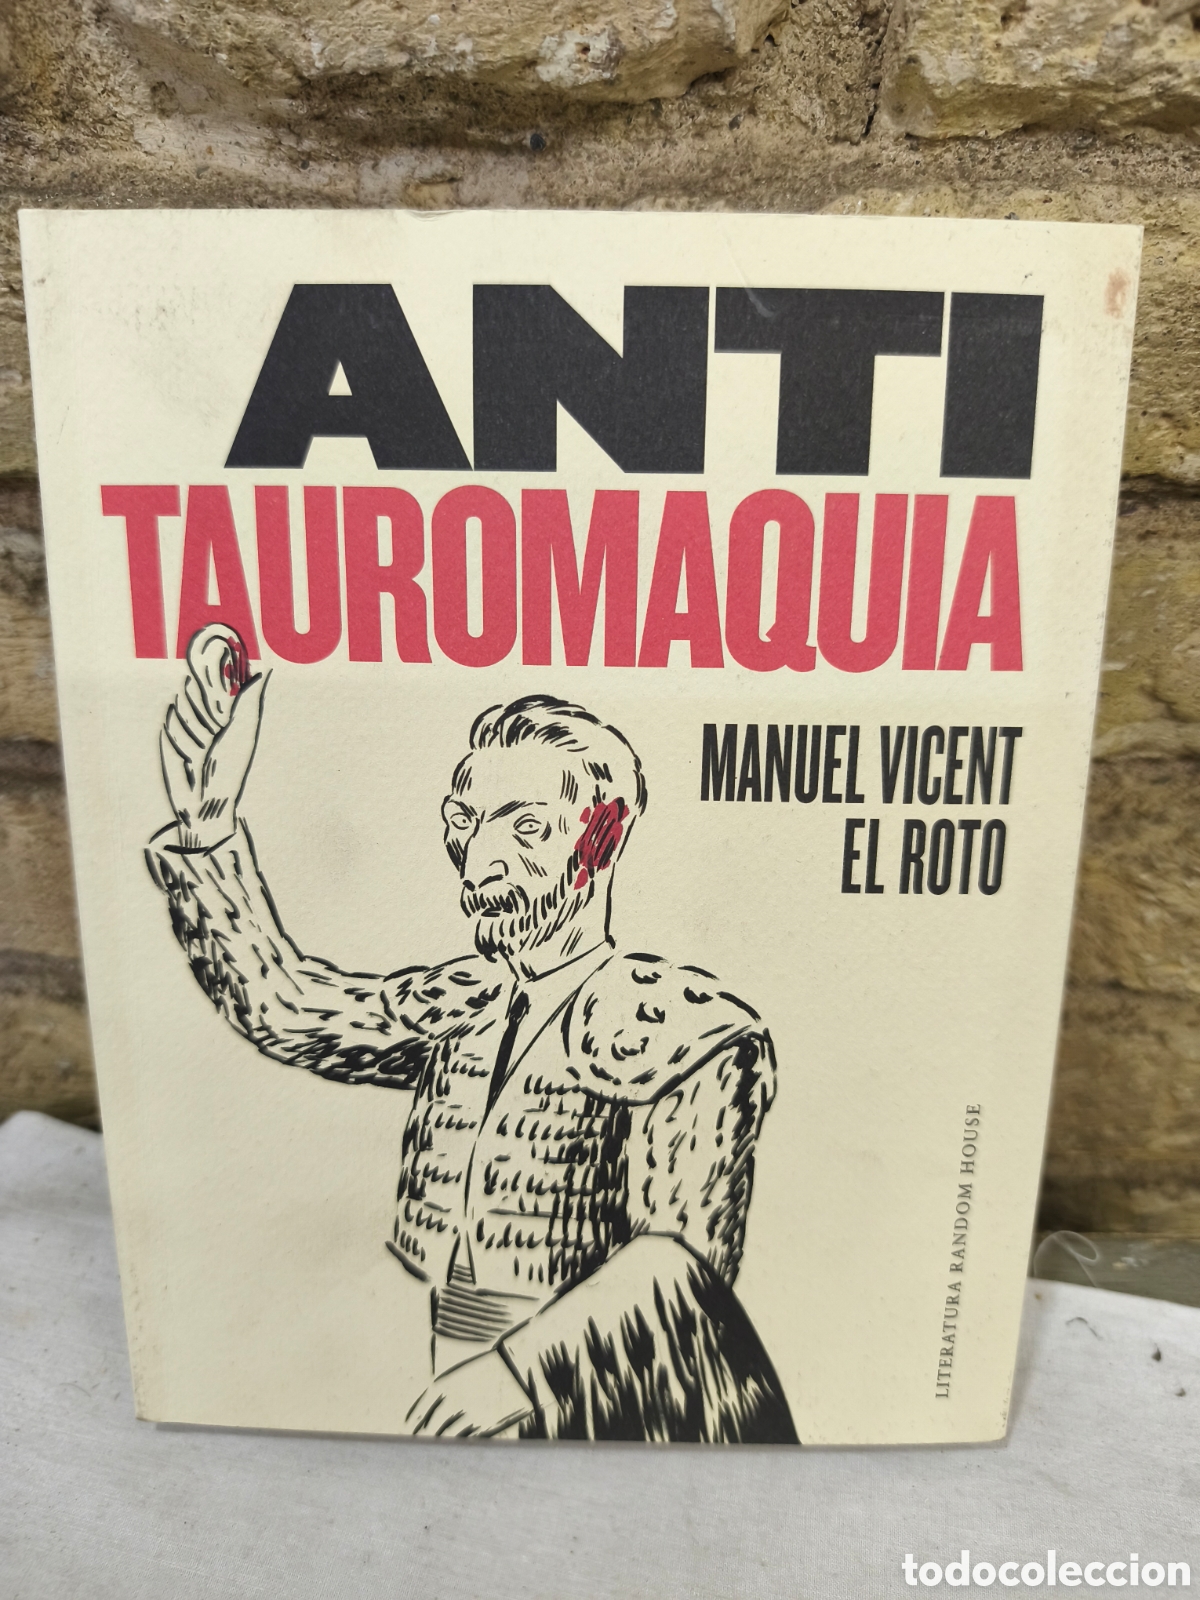 ANTI
TAUROMAQUIA
MANUEL VICENT
EL ROTO
LITERATURA RANDOM HOUSE
todocoleccion